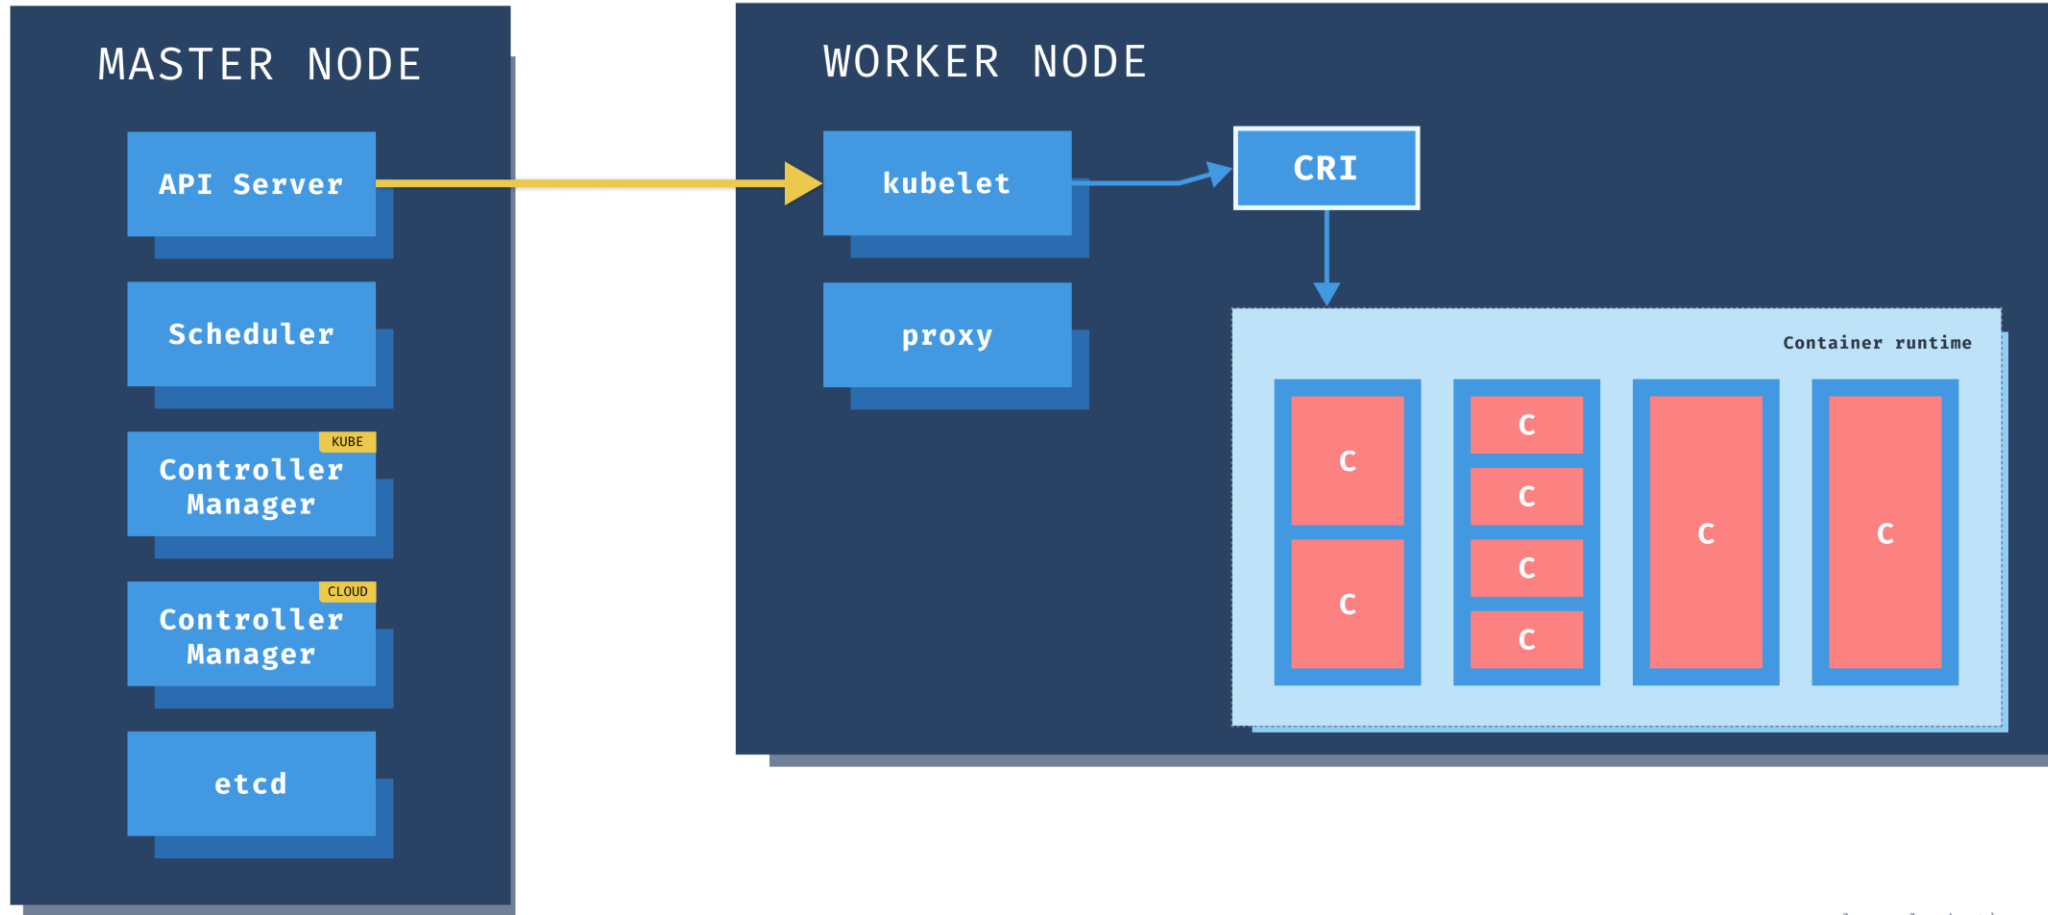 MASTER NODE
API Server
Scheduler
KUBE
Controller
Manager
CLOUD
Controller
Manager
etcd
WORKER NODE
kubelet
CRI
proxy
Container runtime
C
C
C
C
C
C
C
C